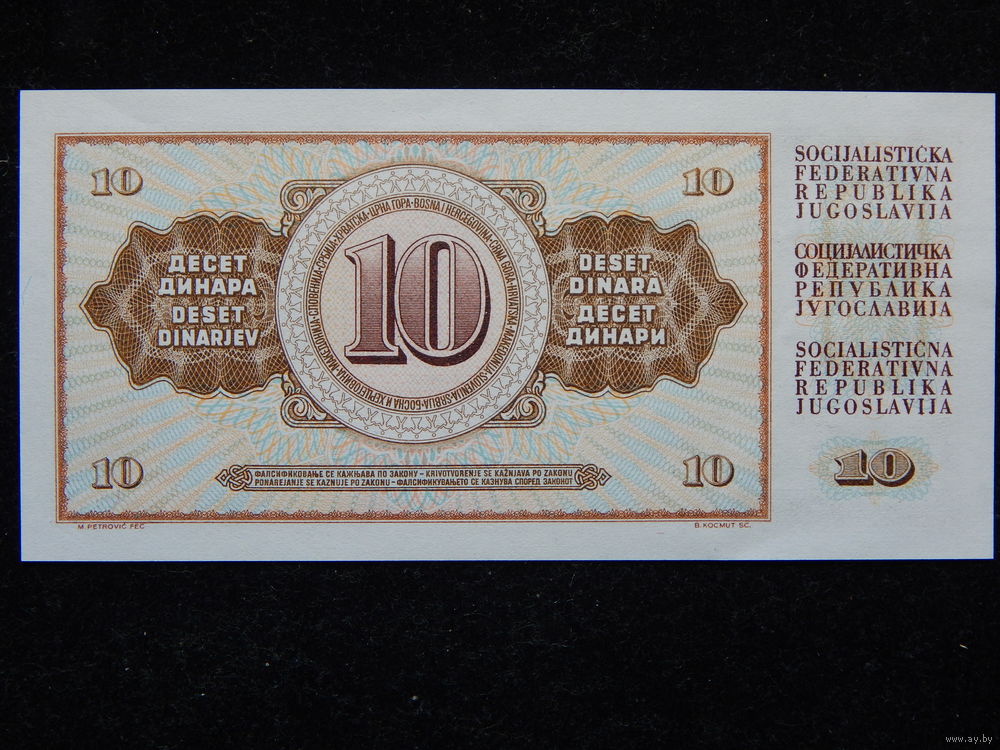 10
10
ДЕСЕТ
ДИНАРА
DESET
DINARJEV
10
DESET
DINARA
ДЕСЕТ
ДИНАРИ
10
10
ФАЛСИФИКОВАЊЕ СЕ КАЖЊАВА ПО ЗАКОНУ - KRIVOTVORENJE SE KAŽNJAVA PO ZAKONU
PONAREJANJE SE KAZNUJE PO ZAKONU - ФАЛСИФИКУВАЊЕТО СЕ КАЗНУВА СПОРЕД ЗАКОНОТ
M. PETROVIĆ FEC
B. KOCMUT SC.
SOCIJALISTIČKA
FEDERATIVNA
REPUBLIKA
JUGOSLAVIJA
СОЦИЈАЛИСТИЧКА
ФЕДЕРАТИВНА
РЕПУБЛИКА
ЈУГОСЛАВИЈА
SOCIALISTIČNA
FEDERATIVNA
REPUBLIKA
JUGOSLAVIJA
10
www.ay.by